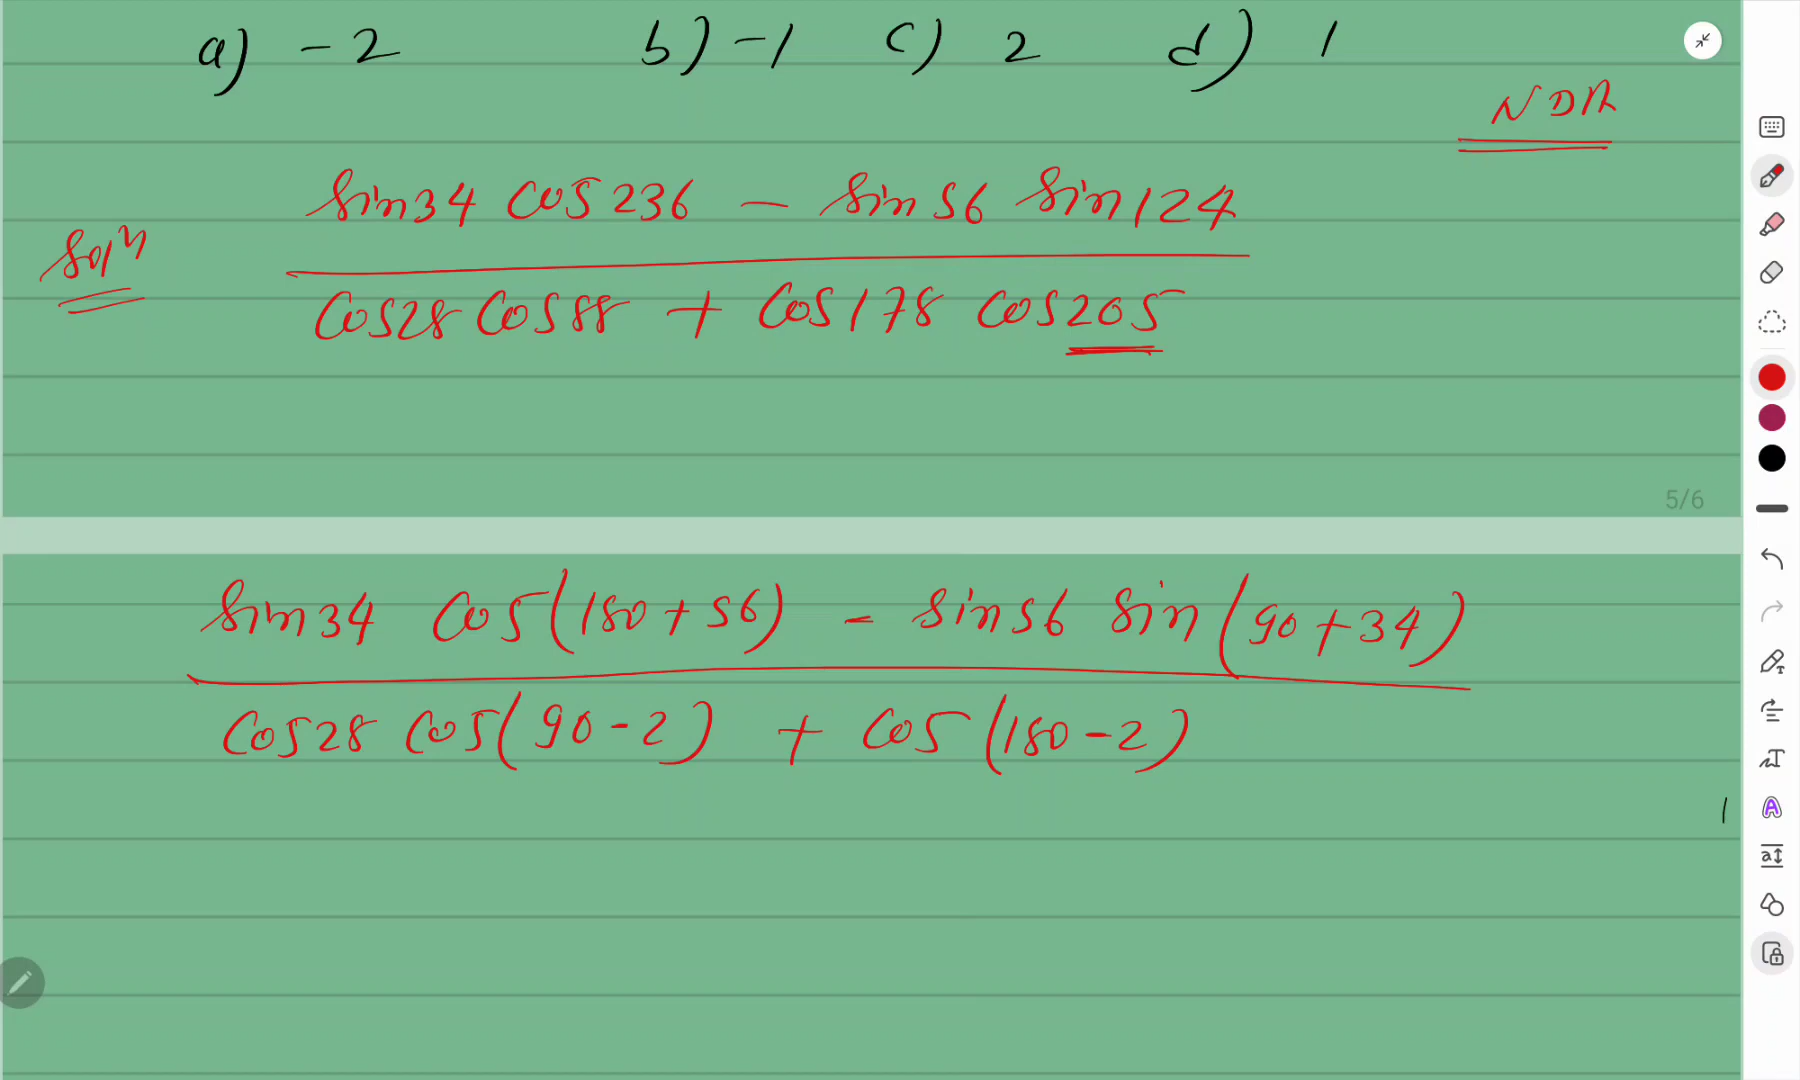 a) -2 b) -1 c) 2 d) 1
NDA
sin34 cos236 - sin56 sin124
Solⁿ
cos28 cos88 + cos178 cos205
5/6
sin34 cos(180+56) - sin56 sin(90+34)
cos28 cos(90-2) + cos(180-2)